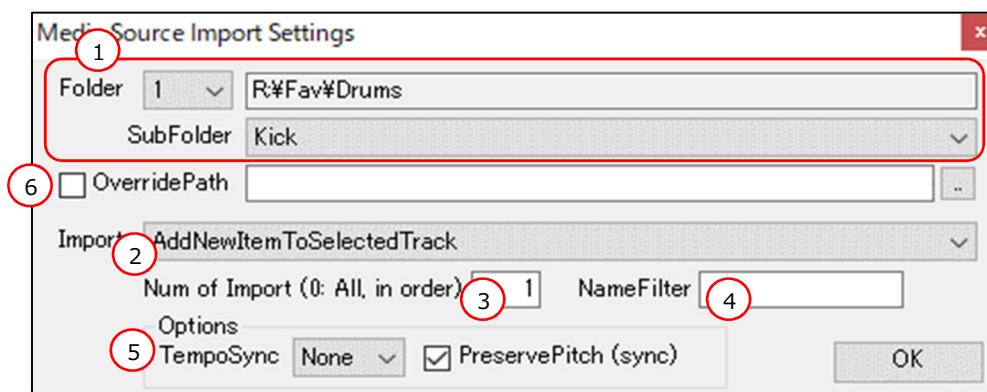 Media Source Import Settings x
1
Folder 1 R:¥Fav¥Drums
SubFolder Kick
6 OverridePath ..
Import AddNewItemToSelectedTrack
2
Num of Import (0: All, in order) 3 1 NameFilter 4
Options
5 TempoSync None PreservePitch (sync) OK